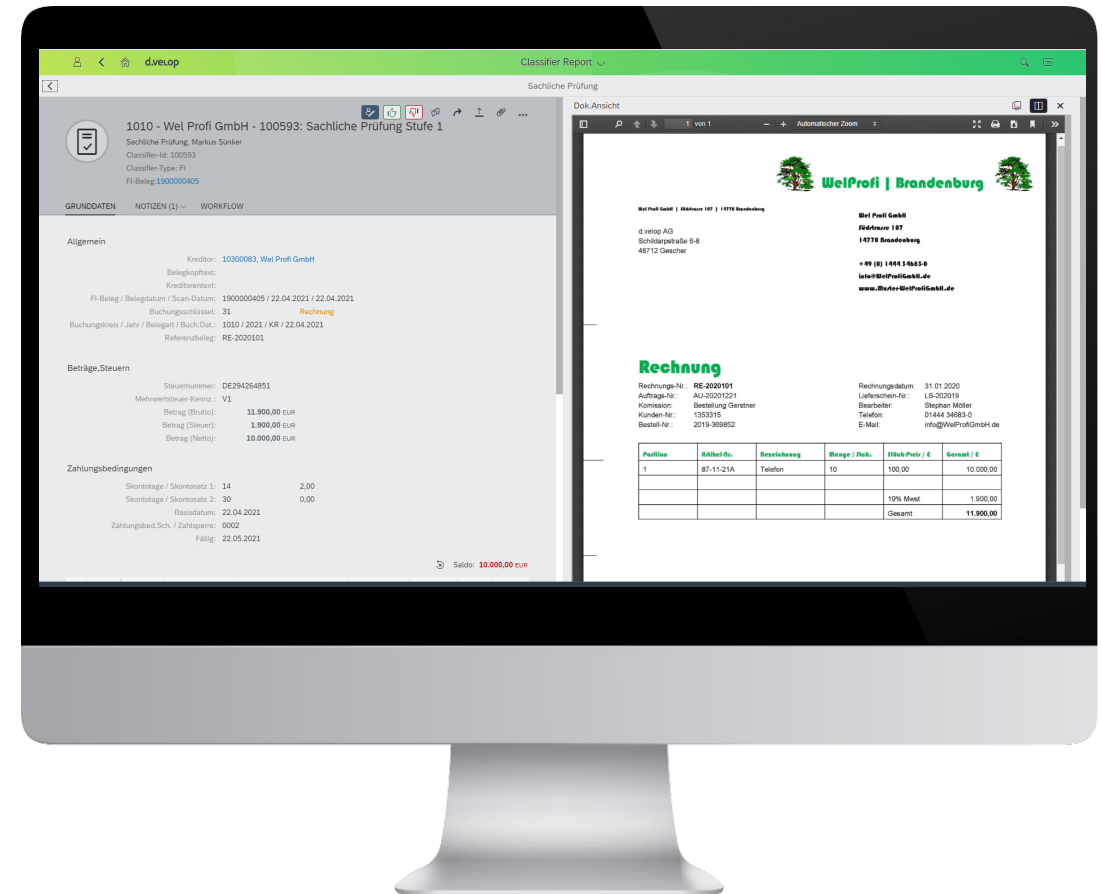 d.velop
Classifier Report
Sachliche Prüfung
1010 - Wel Profi GmbH - 100593: Sachliche Prüfung Stufe 1
Sachliche Prüfung, Markus Sünker
Classifier-Id: 100593
Classifier-Type: FI
FI-Beleg:1900000405
GRUNDDATEN NOTIZEN (1) WORKFLOW
Allgemein
Kreditor: 10300083, Wel Profi GmbH
Belegkopftext:
Kreditorentext:
FI-Beleg / Belegdatum / Scan-Datum: 1900000405 / 22.04.2021 / 22.04.2021
Buchungsschlüssel: 31 Rechnung
Buchungskreis / Jahr / Belegart / Buch.Dat.: 1010 / 2021 / KR / 22.04.2021
Referenzbeleg: RE-2020101
Beträge,Steuern
Steuernummer: DE294264851
Mehrwertsteuer-Kennz.: V1
Betrag (Brutto): 11.900,00 EUR
Betrag (Steuer): 1.900,00 EUR
Betrag (Netto): 10.000,00 EUR
Zahlungsbedingungen
Skontotage / Skontosatz 1: 14 2,00
Skontotage / Skontosatz 2: 30 0,00
Basisdatum: 22.04.2021
Zahlungsbed.Sch. / Zahlsperre: 0002
Fällig: 22.05.2021
Saldo: 10.000,00 EUR
Dok.Ansicht
1 von 1 Automatischer Zoom
WelProfi | Brandenburg
Wel Profi GmbH | Südstrasse 107 | 14770 Brandenburg
d.velop AG
Schildarpstraße 6-8
48712 Gescher
Wel Profi GmbH
Südstrasse 107
14770 Brandenburg
+49 (0) 1444 34683-0
info@WelProfiGmbH.de
www.Muster-WelProfiGmbH.de
Rechnung
Rechnungs-Nr.: RE-2020101
Auftrags-Nr.: AU-20201221
Komission: Bestellung Gerstner
Kunden-Nr.: 1353315
Bestell-Nr.: 2019-369852
Rechnungsdatum: 31.01.2020
Lieferschein-Nr.: LS-202019
Bearbeiter: Stephan Möller
Telefon: 01444 34683-0
E-Mail: info@WelProfiGmbH.de
Position Artikel-Nr. Bezeichnung Menge / Stck. Stück-Preis / € Gesamt / €
1 87-11-21A Telefon 10 100,00 10.000,00
19% Mwst 1.900,00
Gesamt 11.900,00